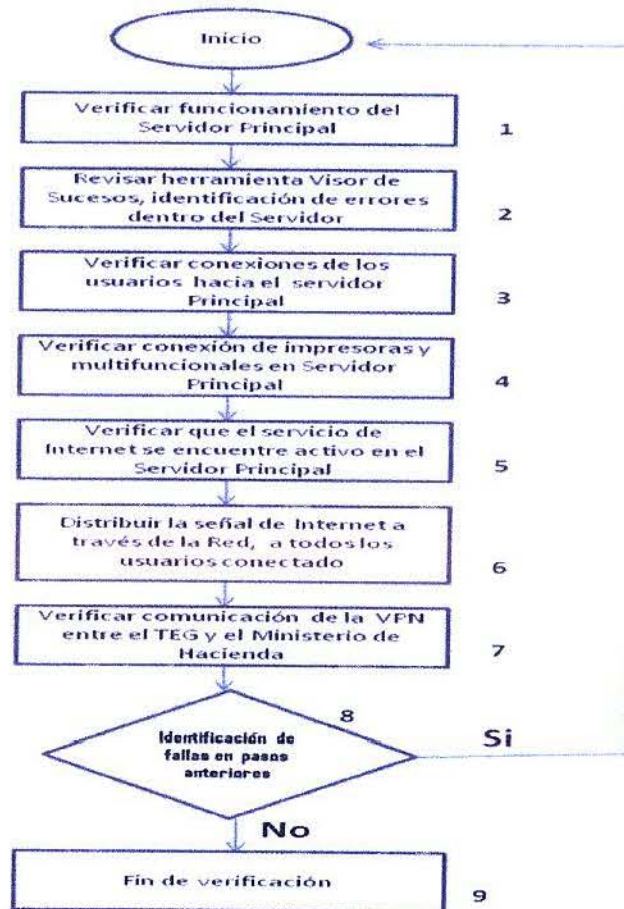 Inicio
Verificar funcionamiento del
Servidor Principal
1
Revisar herramienta Visor de
Sucesos, identificación de errores
dentro del Servidor
2
Verificar conexiones de los
usuarios hacia el servidor
Principal
3
Verificar conexión de impresoras y
multifuncionales en Servidor
Principal
4
Verificar que el servicio de
Internet se encuentre activo en el
Servidor Principal
5
Distribuir la señal de Internet a
través de la Red, a todos los
usuarios conectado
6
Verificar comunicación de la VPN
entre el TEG y el Ministerio de
Hacienda
7
8
Identificación de
fallas en pasos
anteriores
Si
No
Fin de verificación
9